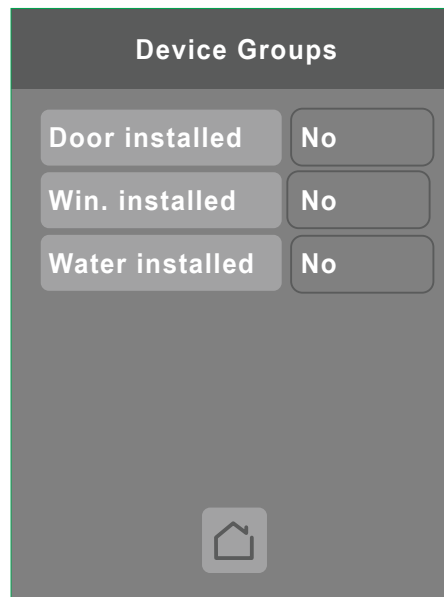 Device Groups
Door installed No
Win. installed No
Water installed No